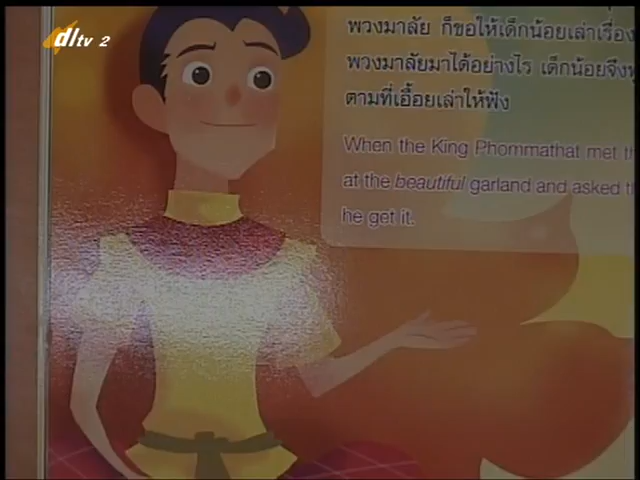 dltv 2
พวงมาลัย ก็ขอให้เด็กน้อยเล่าเรื่อง
พวงมาลัยมาได้อย่างไร เด็กน้อยจึง
ตามที่เอื้อยเล่าให้ฟัง
When the King Phommathat met
at the beautiful garland and asked
he get it.